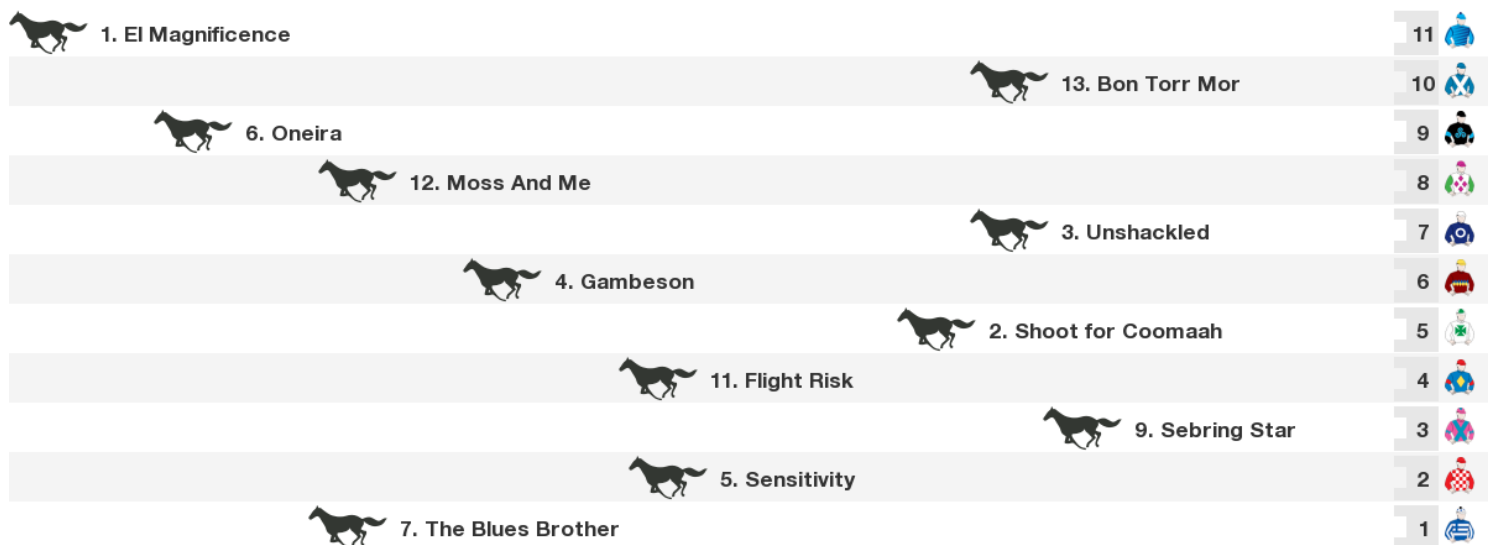 1. El Magnificence 11
13. Bon Torr Mor 10
6. Oneira 9
12. Moss And Me 8
3. Unshackled 7
4. Gambeson 6
2. Shoot for Coomaah 5
11. Flight Risk 4
9. Sebring Star 3
5. Sensitivity 2
7. The Blues Brother 1